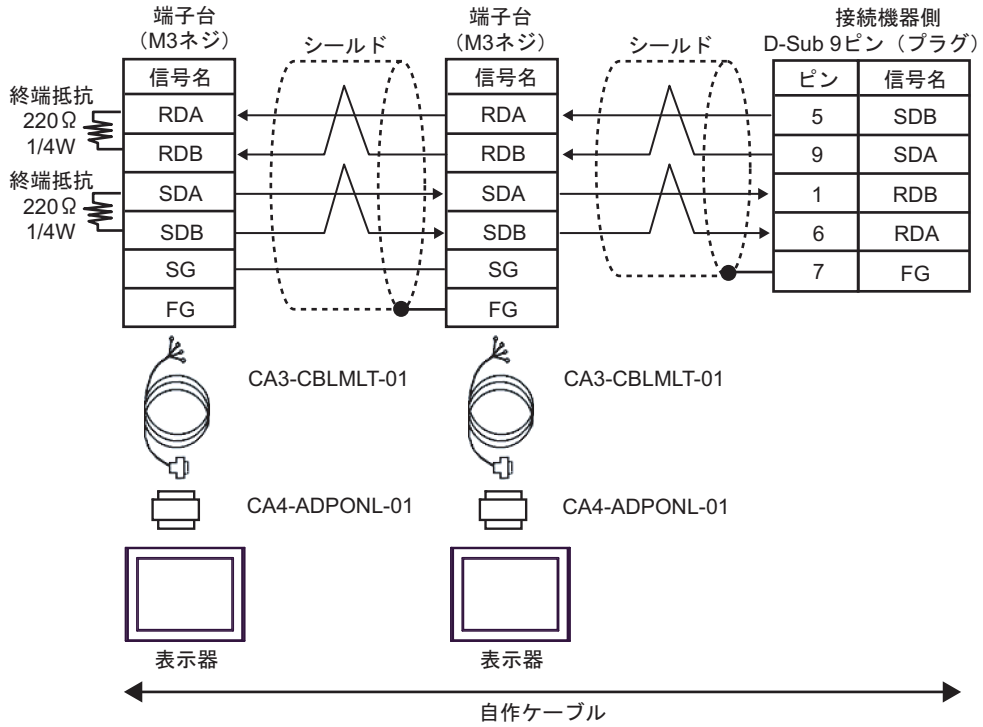 端子台
（M3ネジ）
シールド
端子台
（M3ネジ）
シールド
接続機器側
D-Sub 9ピン（プラグ）
信号名
信号名
ピン 信号名
終端抵抗
220Ω
1/4W
RDA
RDA
5 SDB
RDB
RDB
9 SDA
終端抵抗
220Ω
1/4W
SDA
SDA
1 RDB
SDB
SDB
6 RDA
SG
SG
7 FG
FG
FG
CA3-CBLMLT-01
CA3-CBLMLT-01
CA4-ADPONL-01
CA4-ADPONL-01
表示器
表示器
自作ケーブル